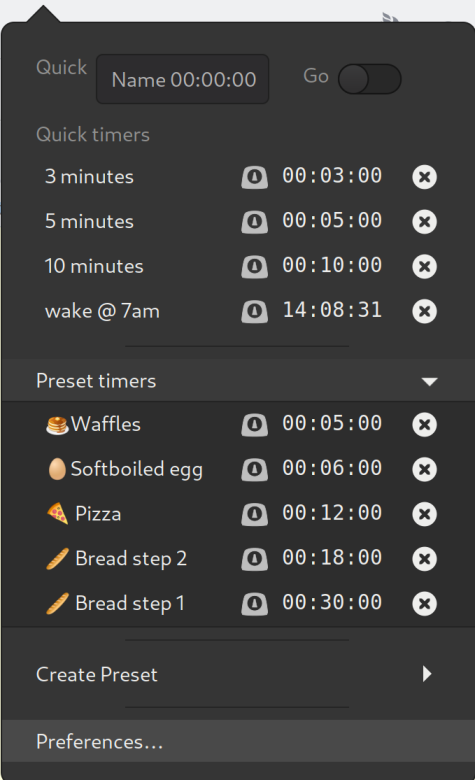 Quick Name 00:00:00 Go
Quick timers
3 minutes 00:03:00
5 minutes 00:05:00
10 minutes 00:10:00
wake @ 7am 14:08:31
Preset timers
Waffles 00:05:00
Softboiled egg 00:06:00
Pizza 00:12:00
Bread step 2 00:18:00
Bread step 1 00:30:00
Create Preset
Preferences...